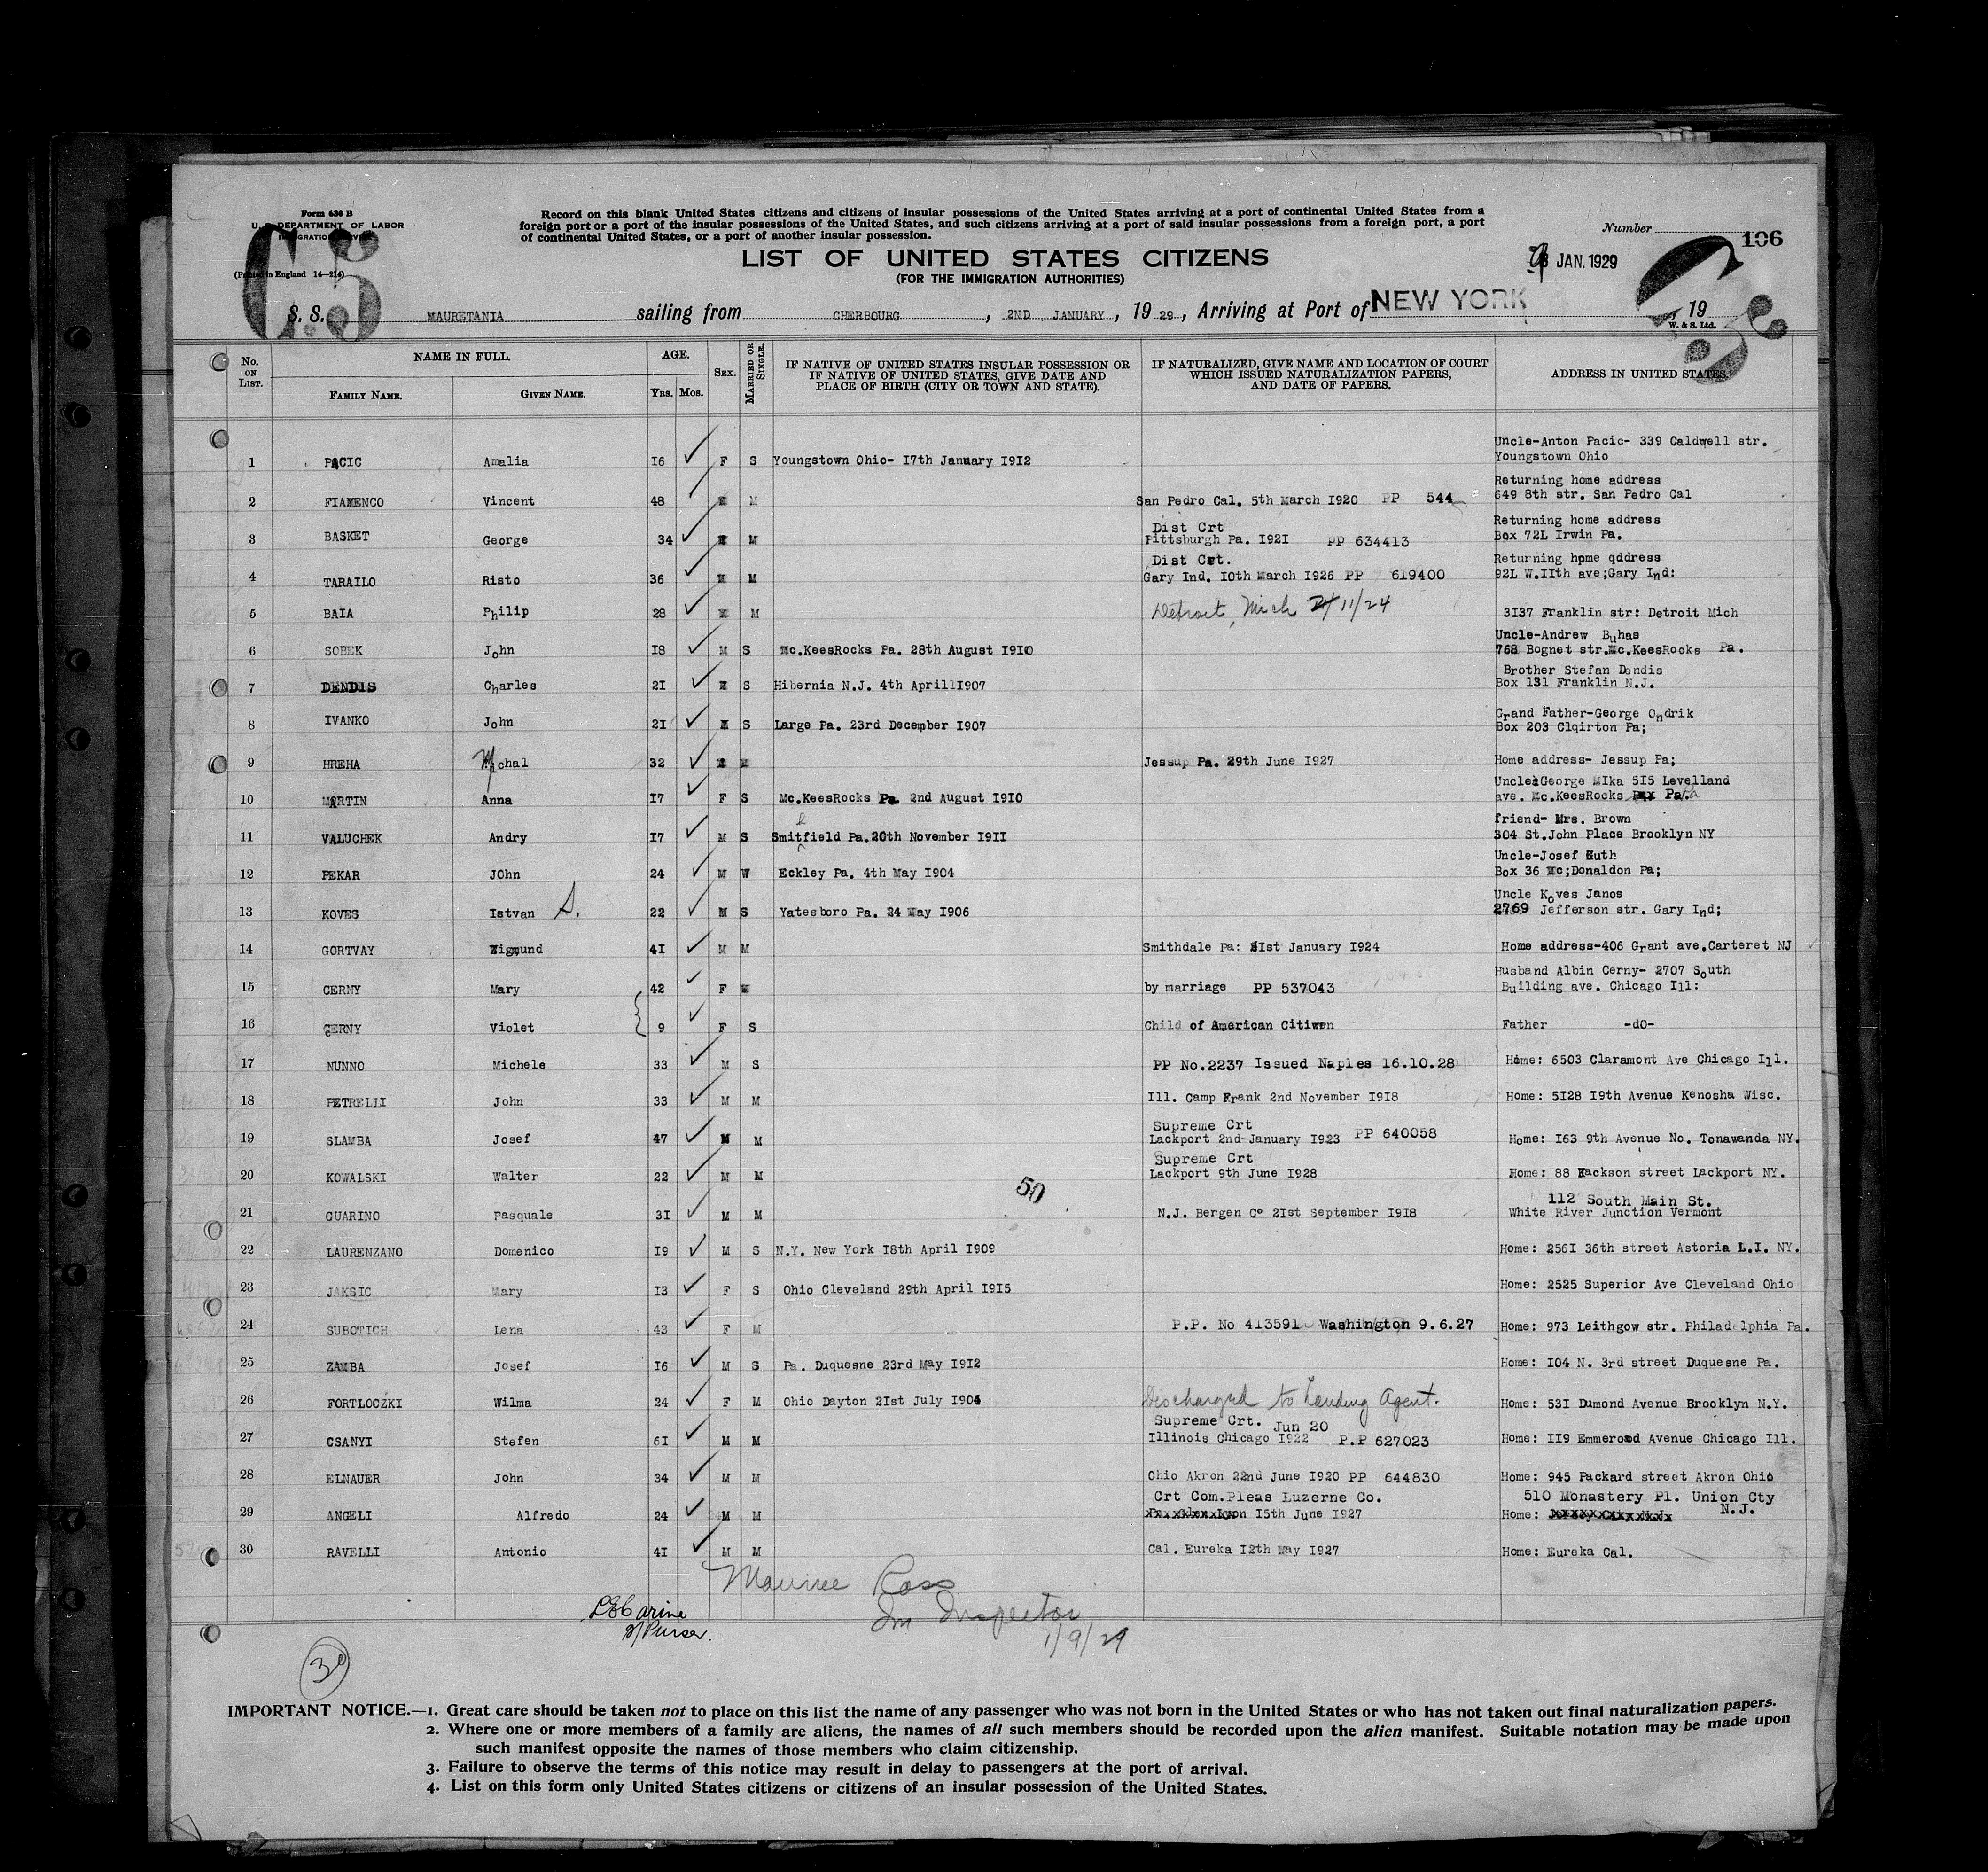 Form 630 B
U. S. DEPARTMENT OF LABOR
IMMIGRATION SERVICE
(Printed in England 14—214)
Record on this blank United States citizens and citizens of insular possessions of the United States arriving at a port of continental United States from a
foreign port or a port of the insular possessions of the United States, and such citizens arriving at a port of said insular possessions from a foreign port, a port
of continental United States, or a port of another insular possession.
Number 106
LIST OF UNITED STATES CITIZENS
(FOR THE IMMIGRATION AUTHORITIES)
JAN. 1929
S. S. MAURETANIA sailing from CHERBOURG, 2ND JANUARY, 1929, Arriving at Port of NEW YORK 19
W. & S. Ltd.
No. ON LIST. NAME IN FULL. AGE. SEX. MARRIED OR SINGLE. IF NATIVE OF UNITED STATES INSULAR POSSESSION OR IF NATIVE OF UNITED STATES, GIVE DATE AND PLACE OF BIRTH (CITY OR TOWN AND STATE). IF NATURALIZED, GIVE NAME AND LOCATION OF COURT WHICH ISSUED NATURALIZATION PAPERS, AND DATE OF PAPERS. ADDRESS IN UNITED STATES.
FAMILY NAME. GIVEN NAME. YRS. MOS.
Uncle-Anton Pacic- 339 Caldwell str.
1 PACIC Amalia 16 F S Youngstown Ohio- 17th January 1912 Youngstown Ohio
Returning home address
2 FIAMENCO Vincent 48 M M San Pedro Cal. 5th March 1920 PP 544 649 8th str. San Pedro Cal
Dist Crt Returning home address
3 BASKET George 34 M M Pittsburgh Pa. 1921 PP 634413 Box 72L Irwin Pa.
Dist Crt. Returning home qddress
4 TARAILO Risto 36 M M Gary Ind. 10th March 1926 PP 619400 92L W.11th ave;Gary Ind:
5 BAIA Philip 28 M M Detroit, Mich 11/24 3137 Franklin str: Detroit Mich
Uncle-Andrew Buhas
6 SOBEK John 18 M S Mc.KeesRocks Pa. 28th August 1910 768 Bognet str.Mc.KeesRocks Pa.
Brother Stefan Dendis
7 DENDIS Charles 21 M S Hibernia N.J. 4th April 1907 Box 131 Franklin N.J.
Grand Father-George Ondrik
8 IVANKO John 21 M S Large Pa. 23rd December 1907 Box 203 Clqirton Pa;
9 HREHA Michal 32 M M Jessup Pa. 29th June 1927 Home address- Jessup Pa;
Uncle:George MIka 515 Levelland
10 MARTIN Anna 17 F S Mc.KeesRocks Pa. 2nd August 1910 ave. Mc.KeesRocks Pa.
friend- Mrs. Brown
11 VALUCHEK Andry 17 M S Smitfield Pa.20th November 1911 304 St.John Place Brooklyn NY
Uncle-Josef Kuth
12 PEKAR JOhn 24 M W Eckley Pa. 4th May 1904 Box 36 Mc;Donaldon Pa;
Uncle Koves Janos
13 KOVES Istvan S. 22 M S Yatesboro Pa. 24 May 1906 2769 Jefferson str. Gary Ind;
14 GORTVAY Zigmund 41 M M Smithdale Pa: 21st January 1924 Home address-406 Grant ave.Carteret NJ
Husband Albin Cerny- 2707 South
15 CERNY Mary 42 F M by marriage PP 537043 Building ave. Chicago Ill:
16 CERNY Violet 9 F S Child of American Citiwen Father -dO-
17 NUNNO Michele 33 M S PP No.2237 Issued Naples 16.10.28 Home: 6503 Claramont Ave Chicago Ill.
18 PETRELII John 33 M M Ill. Camp Frank 2nd November 1918 Home: 5128 19th Avenue Kenosha Wisc.
Supreme Crt
19 SLAMBA Josef 47 M M Lackport 2nd January 1923 PP 640058 Home: 163 9th Avenue No. Tonawanda NY.
Supreme Crt
20 KOWALSKI Walter 22 M M Lackport 9th June 1928 Home: 88 Hackson street Lackport NY.
50
112 South Main St.
21 GUARINO Pasquale 31 M M N.J. Bergen Co 21st September 1918 White River Junction Vermont
22 LAURENZANO Domenico 19 M S N.Y. New York 18th April 1909 Home: 2561 36th street Astoria L.I. NY.
23 JAKSIC Mary 13 F S Ohio Cleveland 29th April 1915 Home: 2525 Superior Ave Cleveland Ohio
24 SUBOTICH Lena 43 F M P.P. No 413591 Washington 9.6.27 Home: 973 Leithgow str. Philadelphia Pa.
25 ZAMBA Josef 16 M S Pa. Duquesne 23rd May 1912 Home: 104 N. 3rd street Duquesne Pa.
26 FORTLOCZKI Wilma 24 F M Ohio Dayton 21st July 1904 Discharged to Landing Agent. Home: 531 Dumond Avenue Brooklyn N.Y.
Supreme Crt. Jun 20
27 CSANYI Stefen 61 M M Illinois Chicago 1922 P.P 627023 Home: 119 Emmeroad Avenue Chicago Ill.
28 ELNAUER John 34 M M Ohio Akron 22nd June 1920 PP 644830 Home: 945 Packard street Akron Ohio
Crt Com.Pleas Luzerne Co. 510 Monastery Pl. Union Cty
29 ANGELI Alfredo 24 M M 15th June 1927 Home: N.J.
30 RAVELLI Antonio 41 M M Cal. Eureka 12th May 1927 Home: Eureka Cal.
Maurice Ross
Im Inspector
1/9/29
Purser.
30
IMPORTANT NOTICE.—1. Great care should be taken not to place on this list the name of any passenger who was not born in the United States or who has not taken out final naturalization papers.
2. Where one or more members of a family are aliens, the names of all such members should be recorded upon the alien manifest. Suitable notation may be made upon
such manifest opposite the names of those members who claim citizenship.
3. Failure to observe the terms of this notice may result in delay to passengers at the port of arrival.
4. List on this form only United States citizens or citizens of an insular possession of the United States.